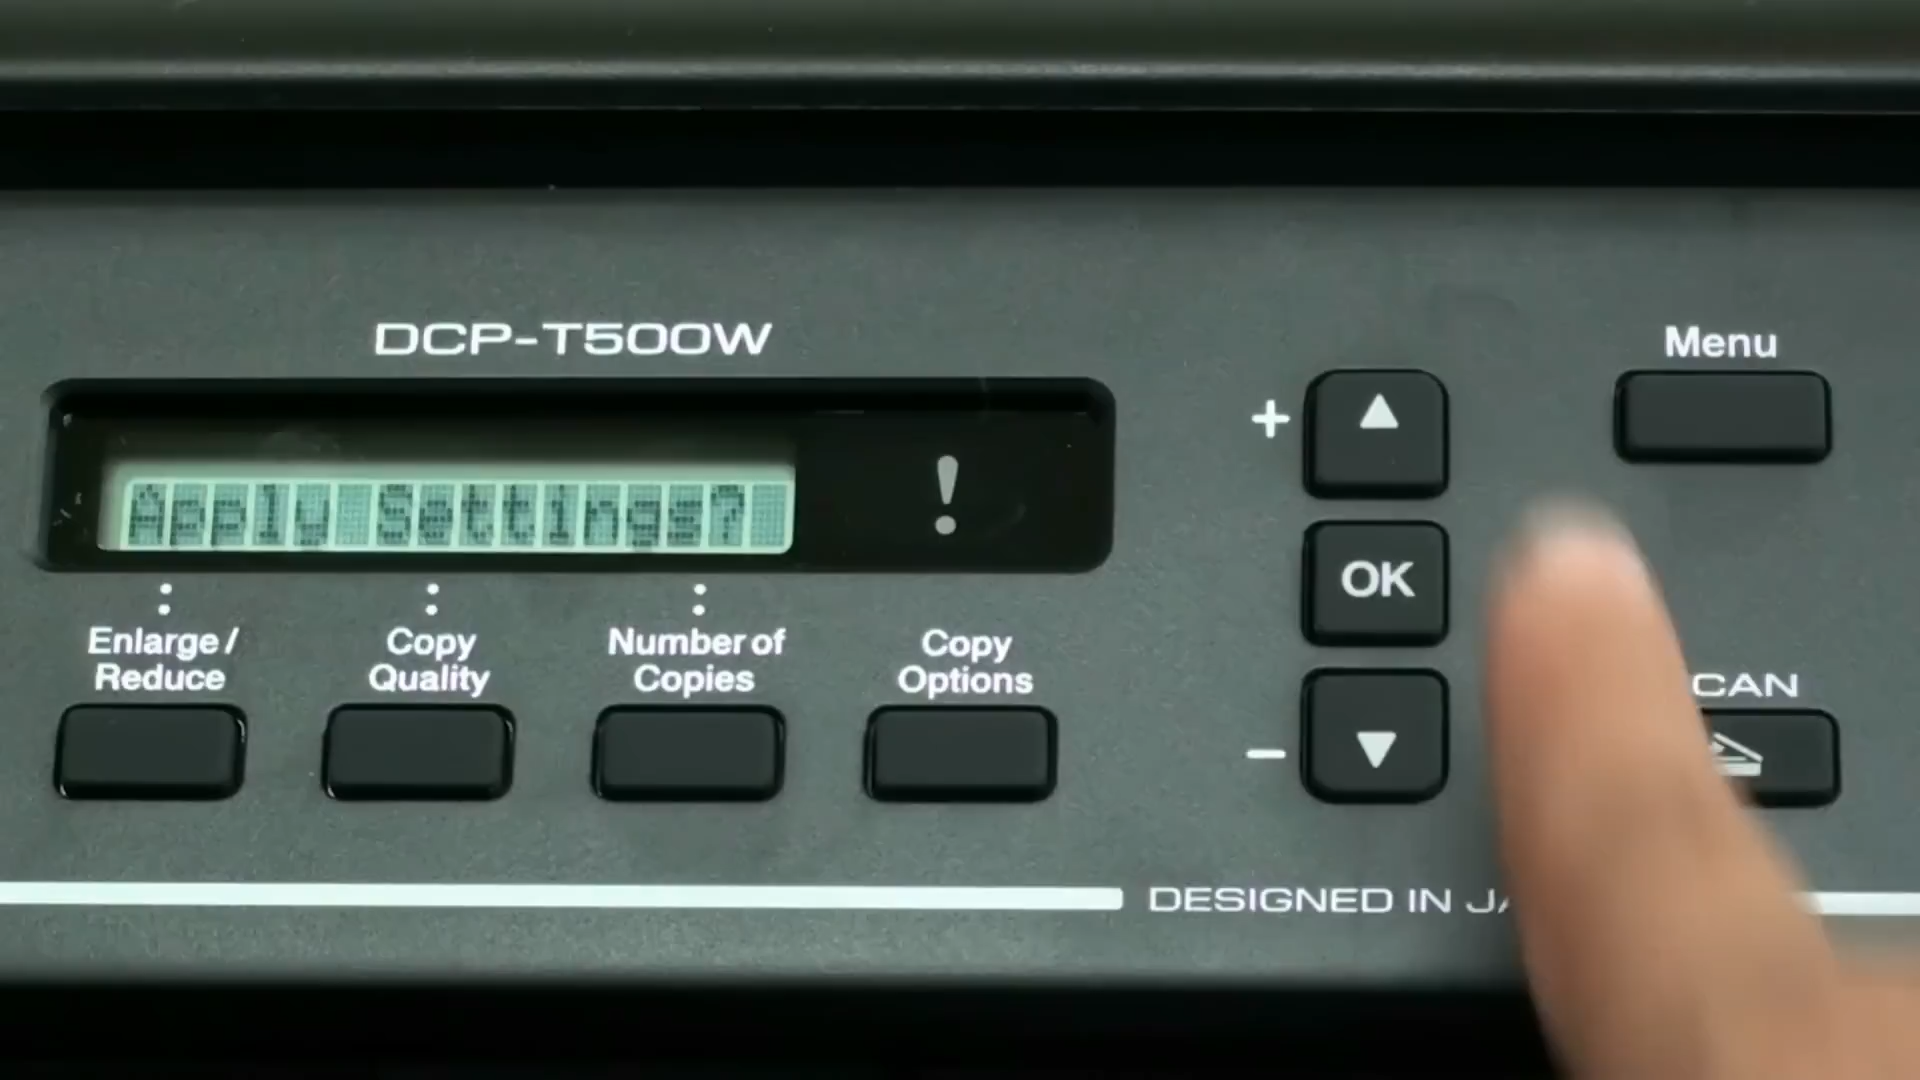 DCP-T500W
Apply Settings?
!
Enlarge /
Reduce
Copy
Quality
Number of
Copies
Copy
Options
+
OK
-
Menu
CAN
DESIGNED IN JA